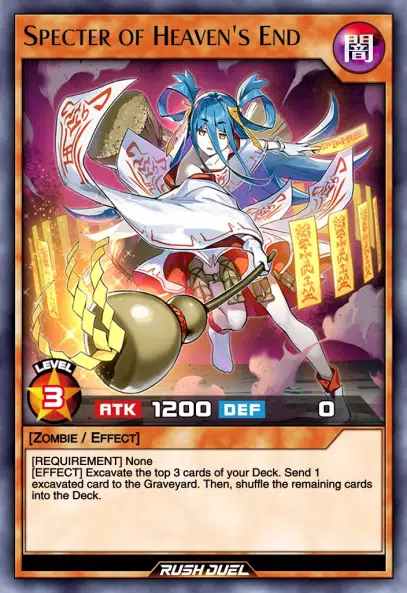 Specter of Heaven's End
闇
LEVEL
3
ATK 1200 DEF 0
[Zombie / Effect]
[REQUIREMENT] None
[EFFECT] Excavate the top 3 cards of your Deck. Send 1
excavated card to the Graveyard. Then, shuffle the remaining cards
into the Deck.
RUSH DUEL